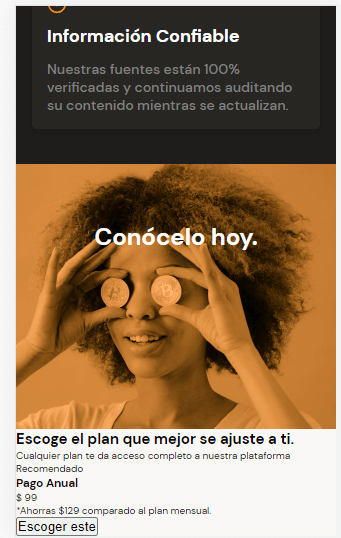 Información Confiable
Nuestras fuentes están 100%
verificadas y continuamos auditando
su contenido mientras se actualizan.
Conócelo hoy.
Escoge el plan que mejor se ajuste a ti.
Cualquier plan te da acceso completo a nuestra plataforma
Recomendado
Pago Anual
$ 99
*Ahorras $129 comparado al plan mensual.
Escoger este